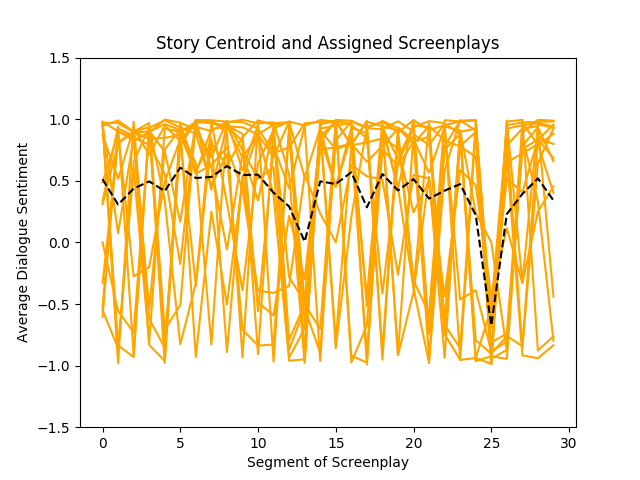 Story Centroid and Assigned Screenplays
1.5
1.0
0.5
0.0
−0.5
−1.0
−1.5
Average Dialogue Sentiment
0 5 10 15 20 25 30
Segment of Screenplay